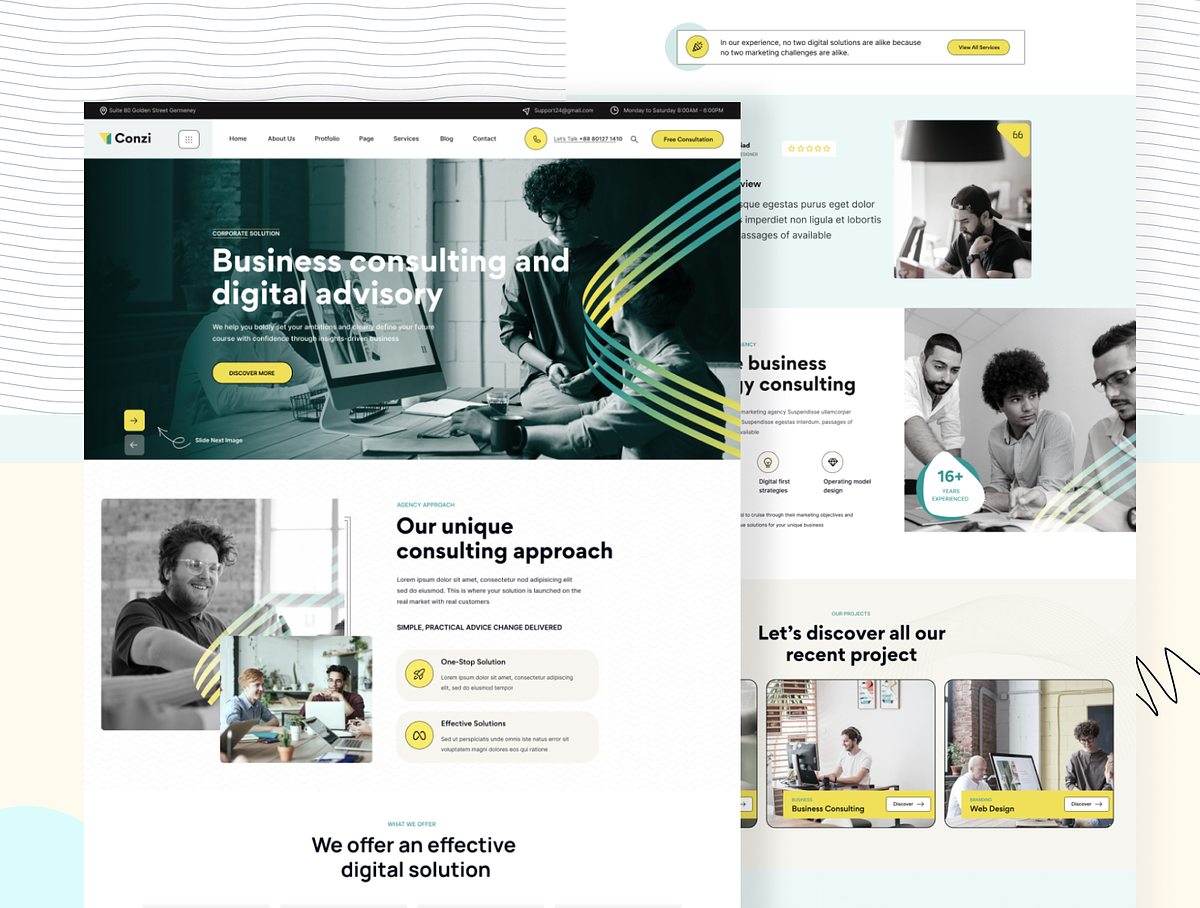 In our experience, no two digital solutions are alike because
no two marketing challenges are alike.
View All Services
Suite 80 Golden Street Germeney
Support24@gmail.com
Monday to Saturday 8:00AM - 6:00PM
Conzi
Home
About Us
Protfolio
Page
Services
Blog
Contact
Let's Talk +88 80127 1410
Free Consultation
CORPORATE SOLUTION
Business consulting and
digital advisory
We help you boldly set your ambitions and clearly define your future
course with confidence through insights-driven business
DISCOVER MORE
Slide Next Image
AGENCY APPROACH
Our unique
consulting approach
Lorem ipsum dolor sit amet, consectetur nod adipisicing elit
sed do eiusmod. This is where your solution is launched on the
real market with real customers
SIMPLE, PRACTICAL ADVICE CHANGE DELIVERED
One-Stop Solution
Lorem ipsum dolor sit amet, consectetur adipisicing
elit, sed do eiusmod tempor
Effective Solutions
Sed ut perspiciatis unde omnis iste natus error sit
voluptatem magni dolores eos qui ratione
WHAT WE OFFER
We offer an effective
digital solution
iad
ESIGNER
view
sque egestas purus eget dolor
imperdiet non ligula et lobortis
assages of available
66
ENCY
e business
gy consulting
marketing agency Suspendisse ullamcorper
Suspendisse egestas interdum. passages of
vailable
Digital first
strategies
Operating model
design
d to cruise through their marketing objectives and
ue solutions for your unique business
16+
YEARS
EXPERIENCED
OUR PROJECTS
Let's discover all our
recent project
BUSINESS
Business Consulting
Discover
BRANDING
Web Design
Discover